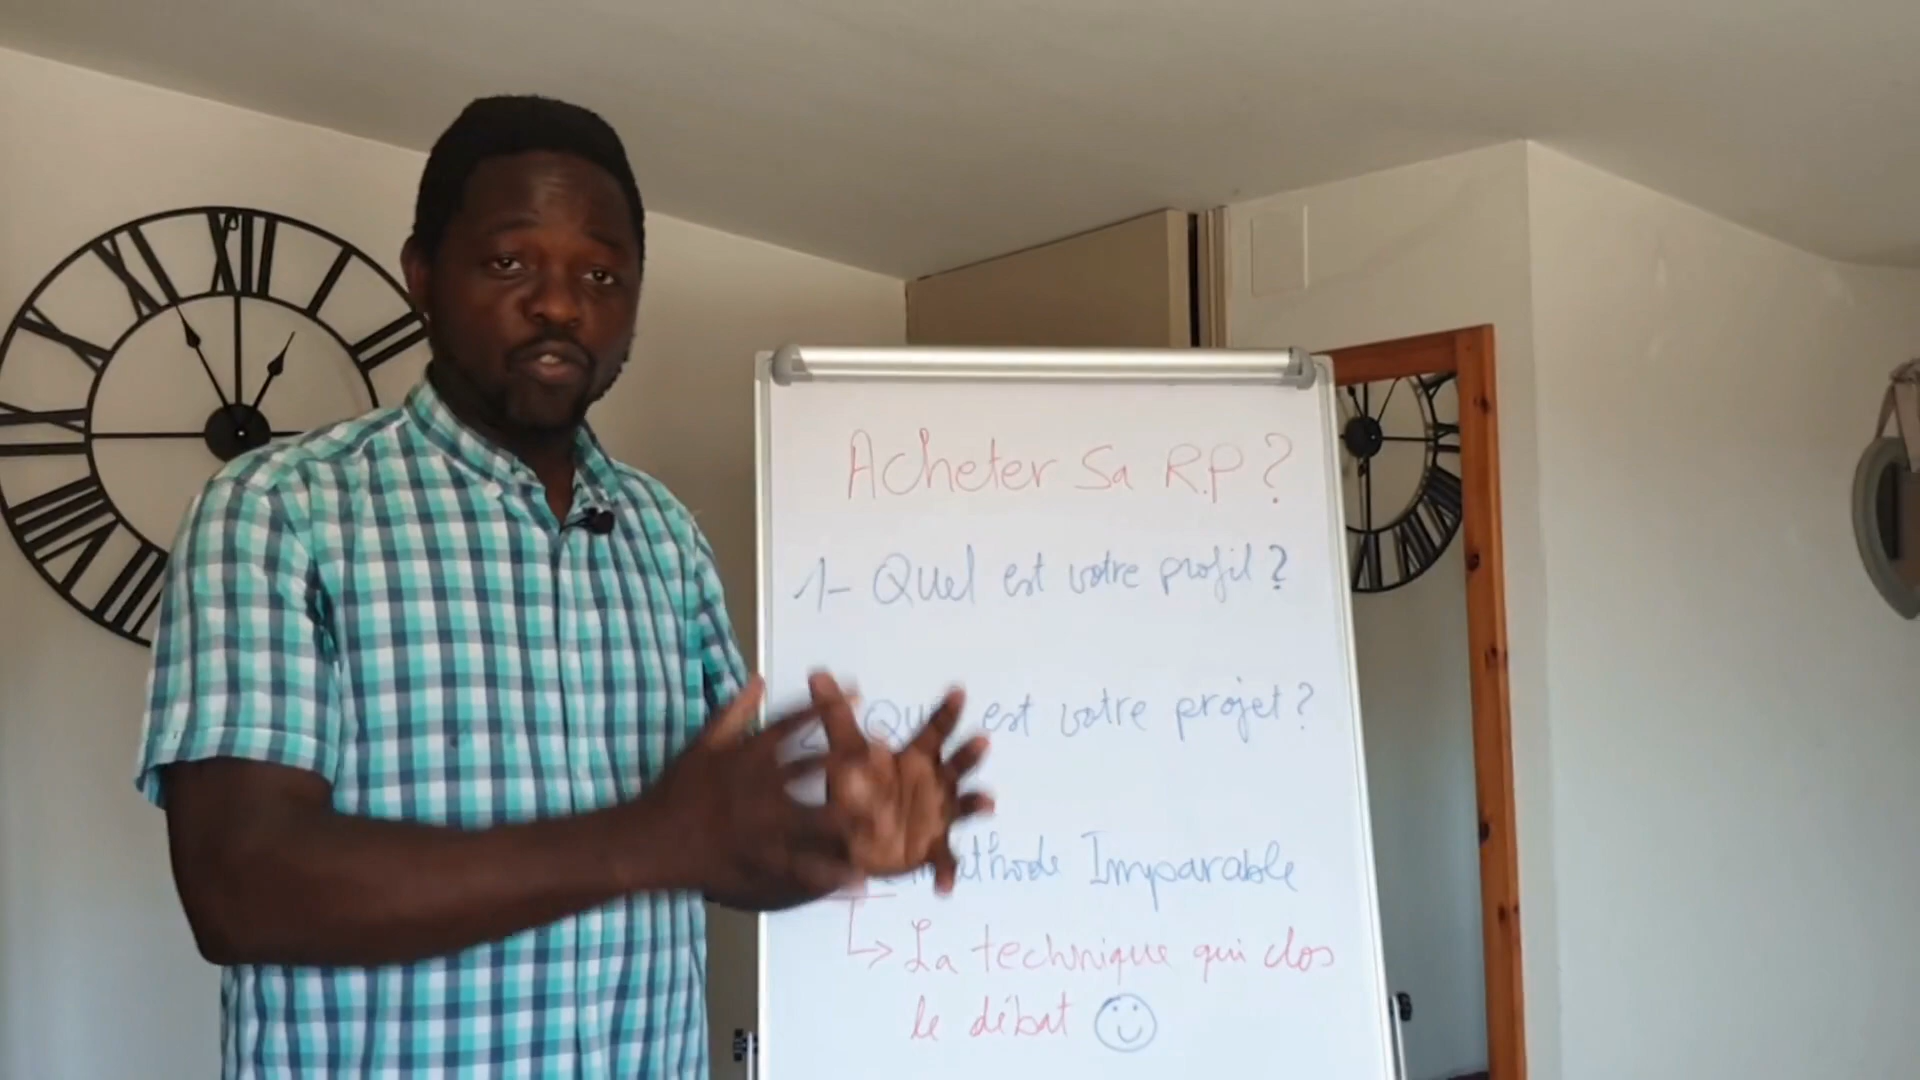 Acheter Sa R.P ?
1- Quel est votre profil ?
est votre projet ?
Imparable
↳ La technique qui clos
le débat